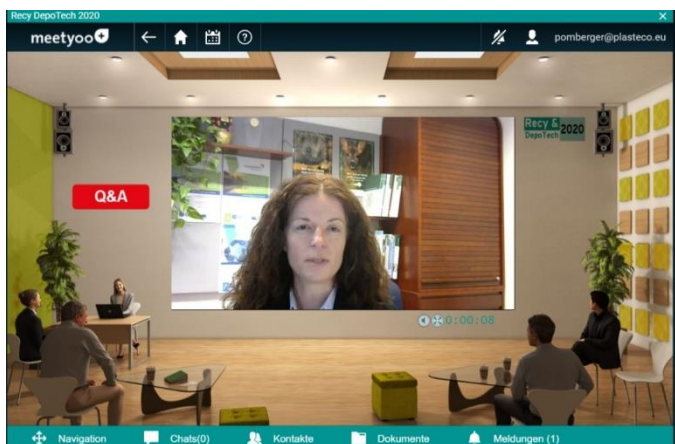 Recy DepoTech 2020
meetyoo
pomberger@plasteco.eu
Recy &
DepoTech
2020
Q&A
0:00:08
Navigation
Chats(0)
Kontakte
Dokumente
Meldungen (1)